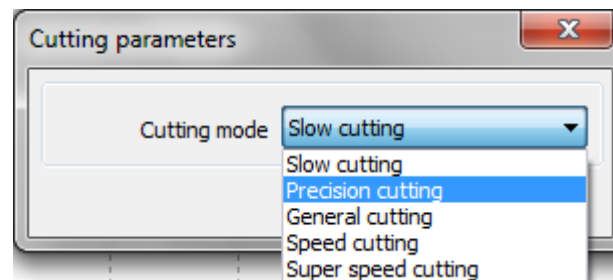 Cutting parameters
Cutting mode Slow cutting
Slow cutting
Precision cutting
General cutting
Speed cutting
Super speed cutting